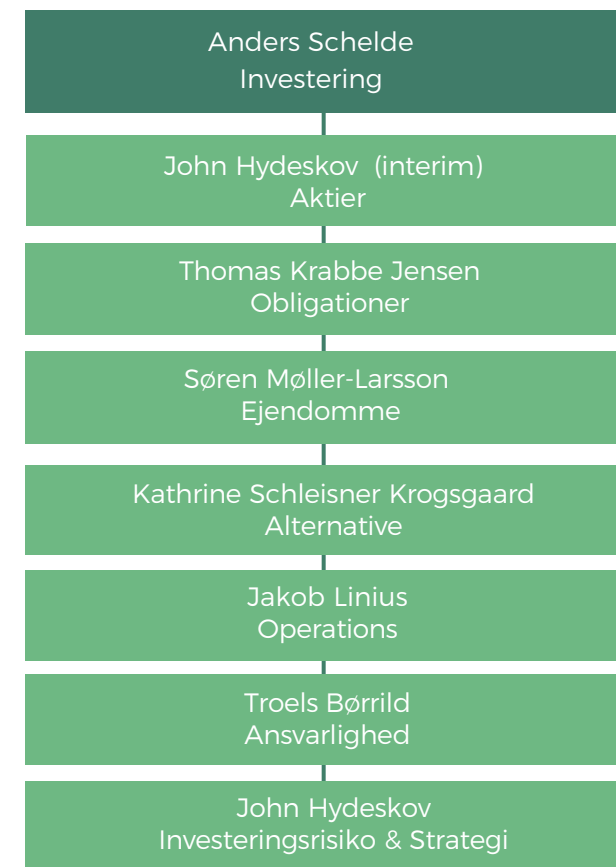 Anders Schelde
Investering
John Hydeskov (interim)
Aktier
Thomas Krabbe Jensen
Obligationer
Søren Møller-Larsson
Ejendomme
Kathrine Schleisner Krogsgaard
Alternative
Jakob Linius
Operations
Troels Børrild
Ansvarlighed
John Hydeskov
Investeringsrisiko & Strategi